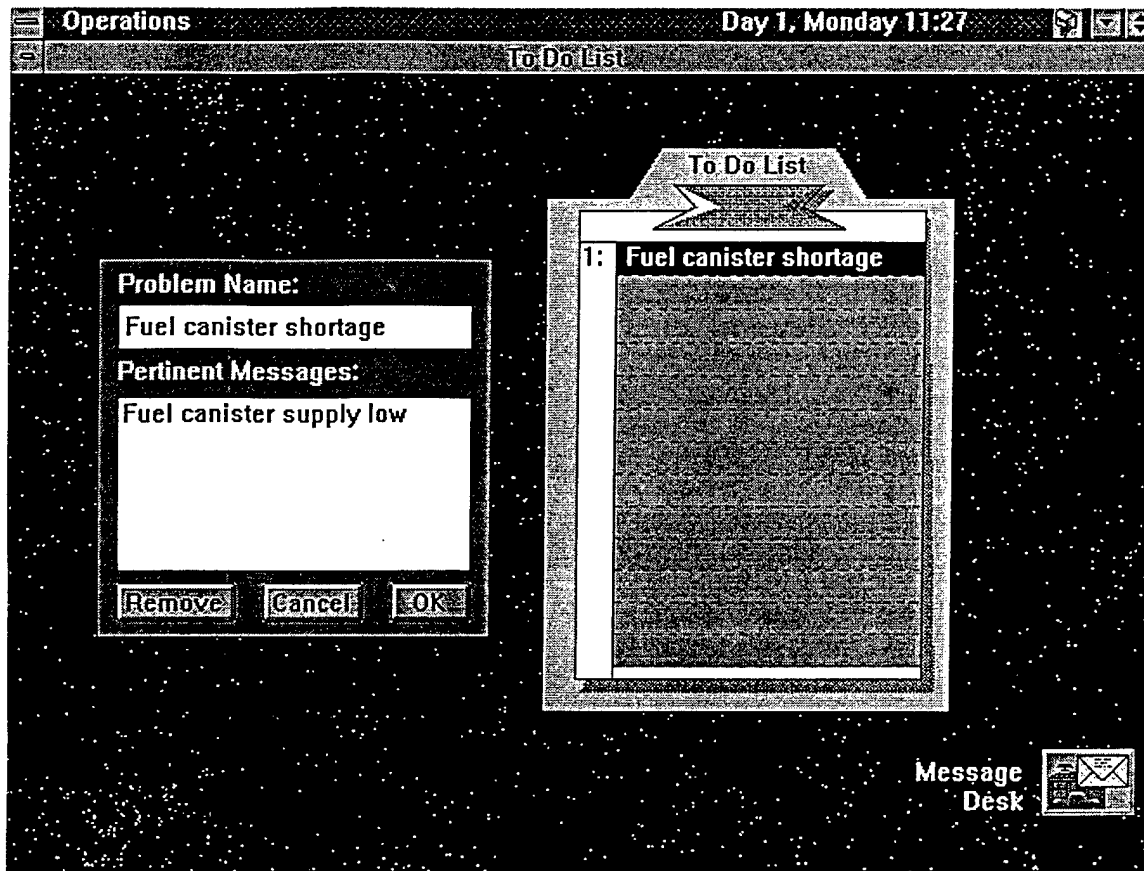 Operations Day 1, Monday 11:27
To Do List
To Do List
1: Fuel canister shortage
Problem Name:
Fuel canister shortage
Pertinent Messages:
Fuel canister supply low
Remove Cancel OK
Message
Desk